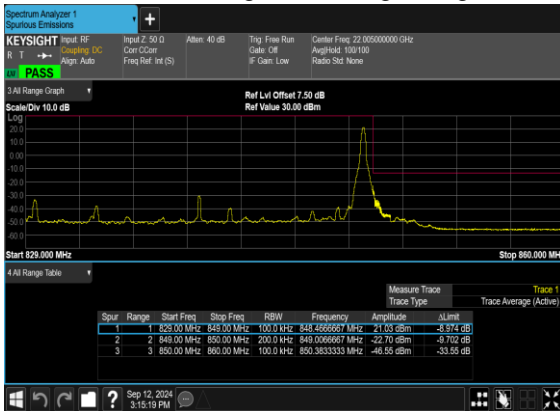 Spectrum Analyzer 1
Spurious Emissions
KEYSIGHT
R T
Input: RF
Coupling: DC
Align: Auto
Input Z: 50 Ω
Corr CCorr
Freq Ref: Int (S)
Atten: 40 dB
Trig: Free Run
Gate: Off
IF Gain: Low
Center Freq: 22.005000000 GHz
Avg|Hold: 100/100
Radio Std: None
PASS
3 All Range Graph
Scale/Div 10.0 dB
Ref Lvl Offset 7.50 dB
Ref Value 30.00 dBm
Log
20.0
10.0
0.00
-10.0
-20.0
-30.0
-40.0
-50.0
-60.0
Start 829.000 MHz
Stop 860.000 MH
4 All Range Table
Measure Trace Trace 1
Trace Type Trace Average (Active)
Spur Range Start Freq Stop Freq RBW Frequency Amplitude ΔLimit
1 1 829.00 MHz 849.00 MHz 100.0 kHz 848.4666667 MHz 21.03 dBm -8.974 dB
2 2 849.00 MHz 850.00 MHz 200.0 kHz 849.0066667 MHz -22.70 dBm -9.702 dB
3 3 850.00 MHz 860.00 MHz 100.0 kHz 850.3833333 MHz -46.55 dBm -33.55 dB
Sep 12, 2024
3:15:19 PM